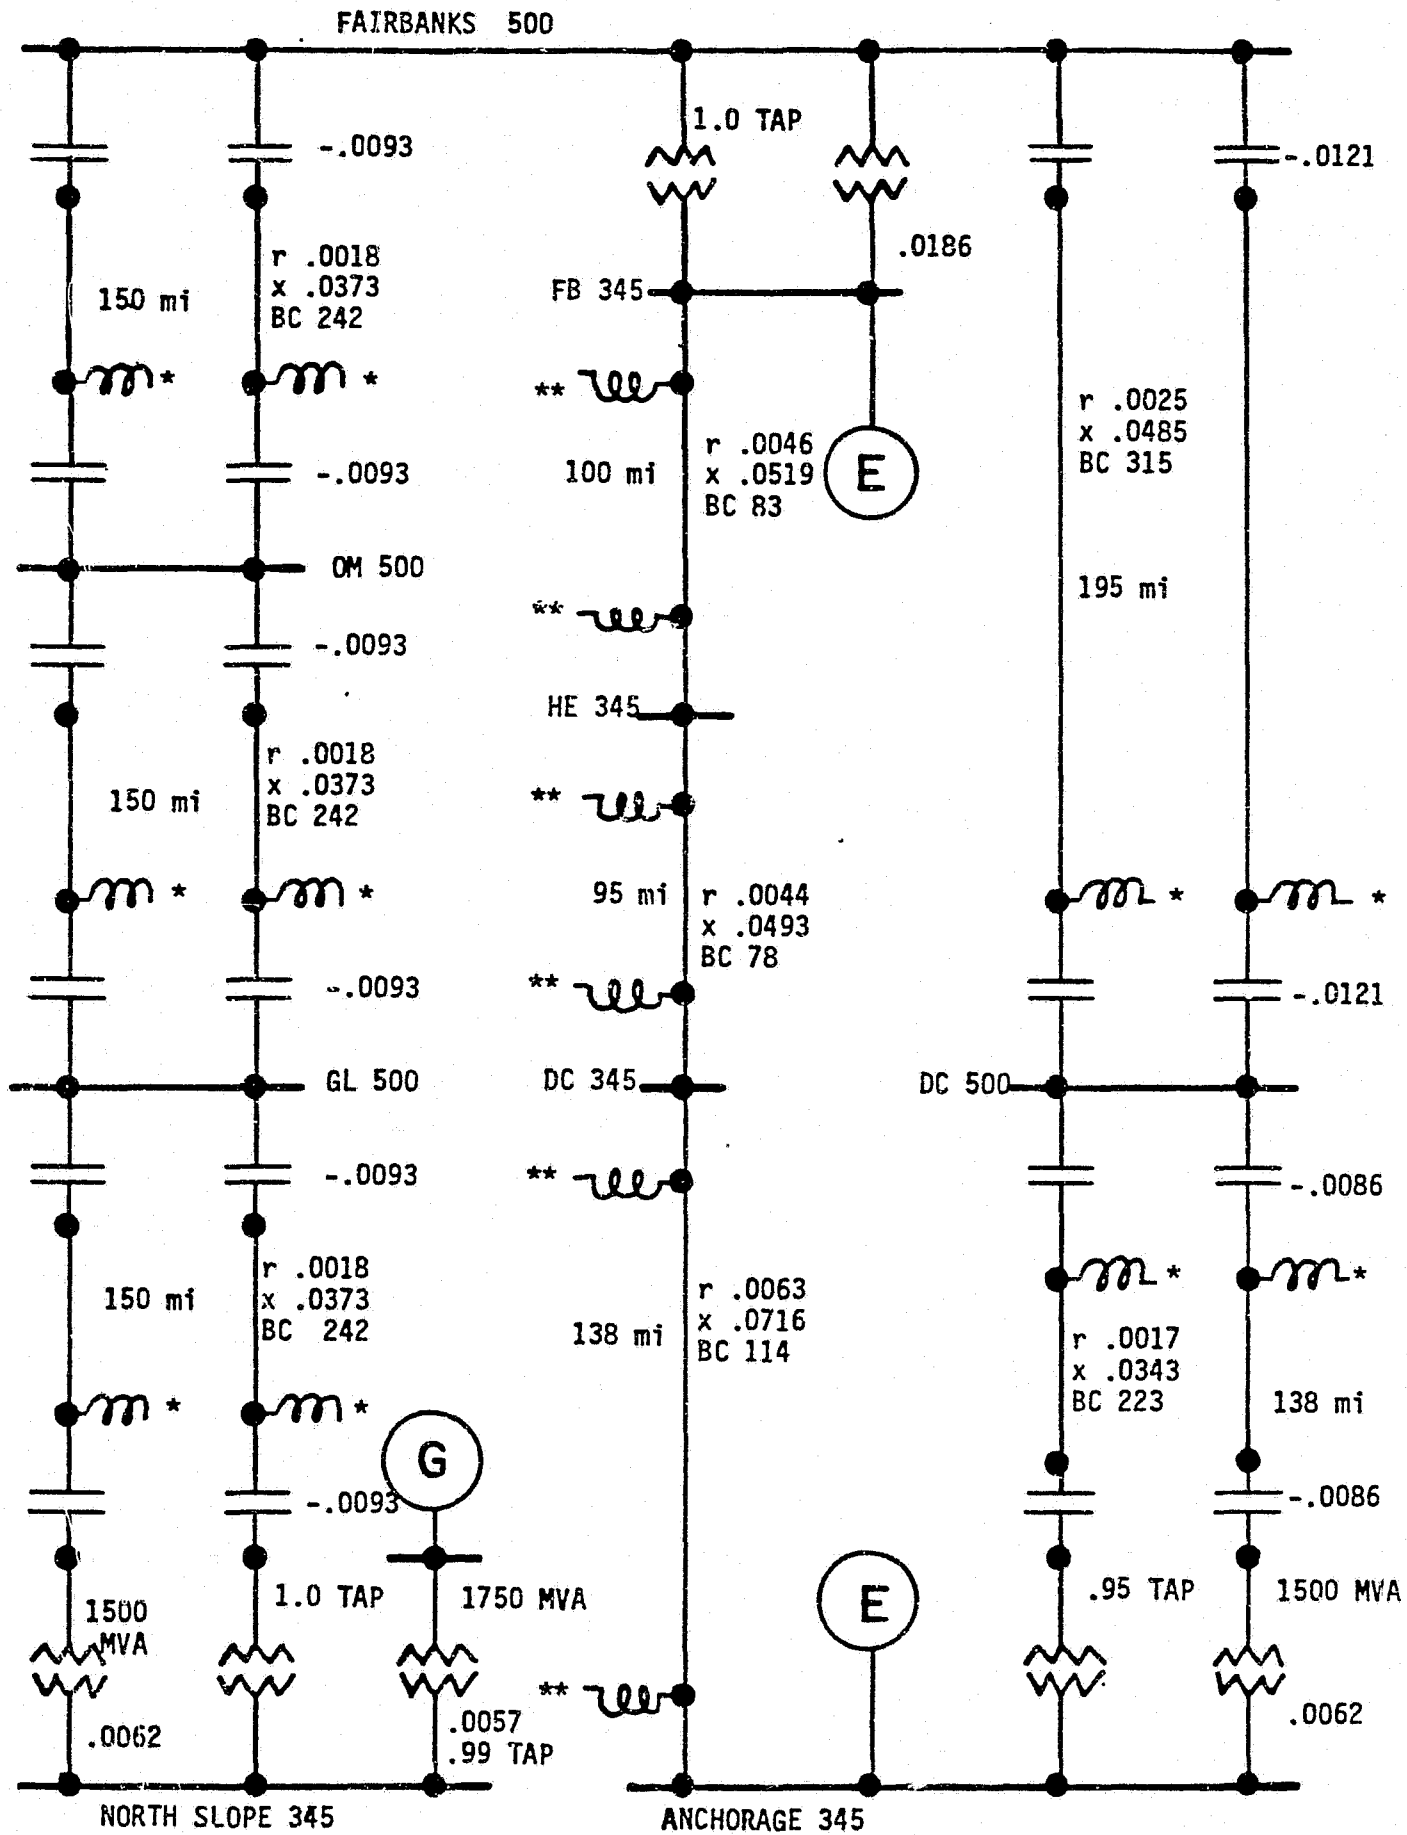 FAIRBANKS 500
1.0 TAP
-.0093
-.0121
.0186
r .0018
x .0373
BC 242
150 mi
FB 345
*
*
**
r .0025
x .0485
BC 315
r .0046
x .0519
BC 83
100 mi
E
-.0093
OM 500
195 mi
**
-.0093
HE 345
r .0018
x .0373
BC 242
150 mi
**
*
*
95 mi
r .0044
x .0493
BC 78
*
*
-.0093
**
-.0121
GL 500
DC 345
DC 500
-.0093
**
-.0086
r .0018
x .0373
BC 242
150 mi
*
*
r .0063
x .0716
BC 114
138 mi
r .0017
x .0343
BC 223
138 mi
*
*
G
-.0093
-.0086
1500
MVA
1.0 TAP
1750 MVA
E
.95 TAP
1500 MVA
**
.0062
.0057
.99 TAP
.0062
NORTH SLOPE 345
ANCHORAGE 345